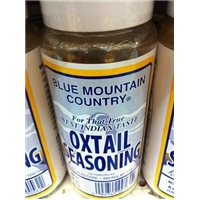 BLUE MOUNTAIN
COUNTRY®
For That True
WEST INDIAN TASTE
OXTAIL
SEASONING